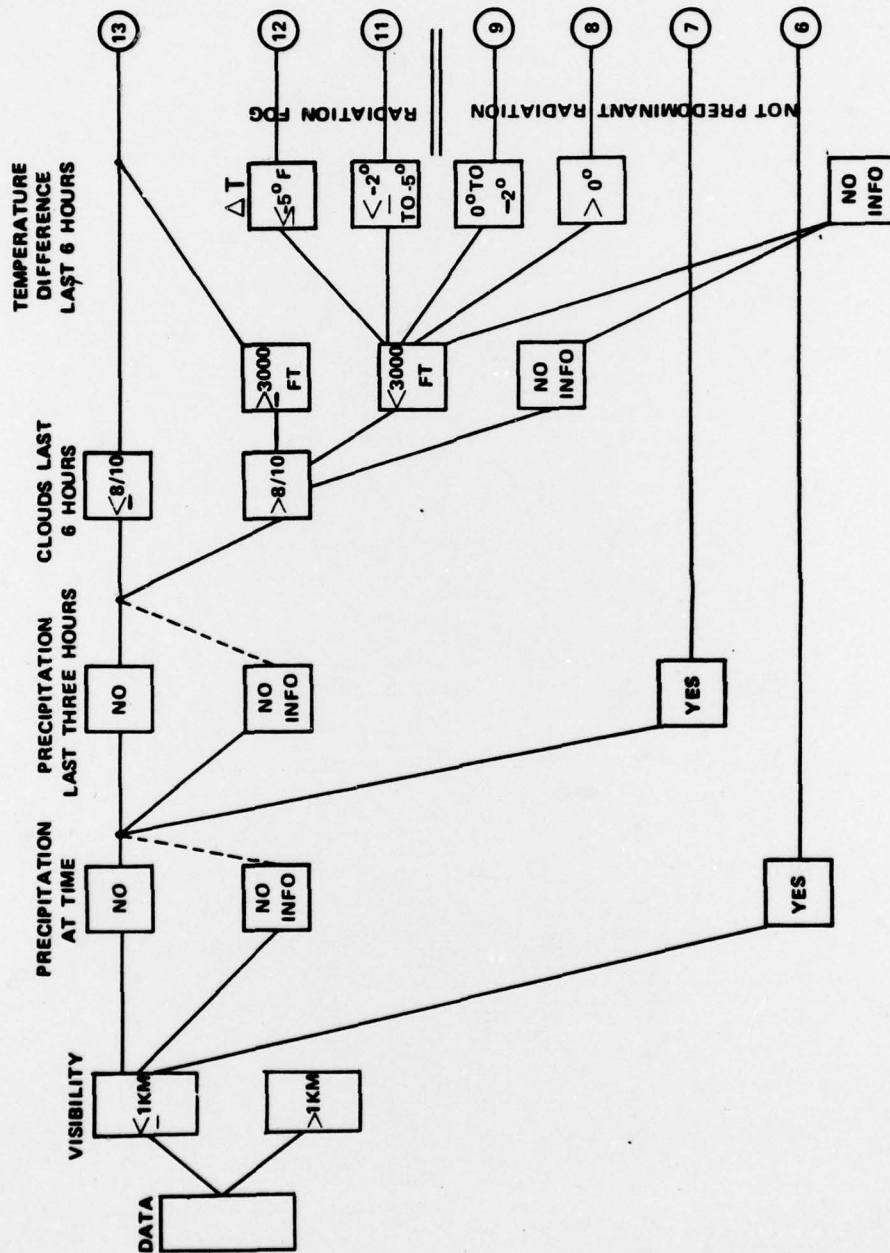 DATA
VISIBILITY
≤1KM
>1KM
PRECIPITATION
AT TIME
NO
NO
INFO
YES
PRECIPITATION
LAST THREE HOURS
NO
NO
INFO
YES
CLOUDS LAST
6 HOURS
≤8/10
>8/10
≥3000
FT
<3000
FT
NO
INFO
TEMPERATURE
DIFFERENCE
LAST 6 HOURS
ΔT
≤-5°F
≤-2°
TO-5°
0°TO
-2°
>0°
NO
INFO
RADIATION FOG
NOT PREDOMINANT RADIATION
13
12
11
9
8
7
6